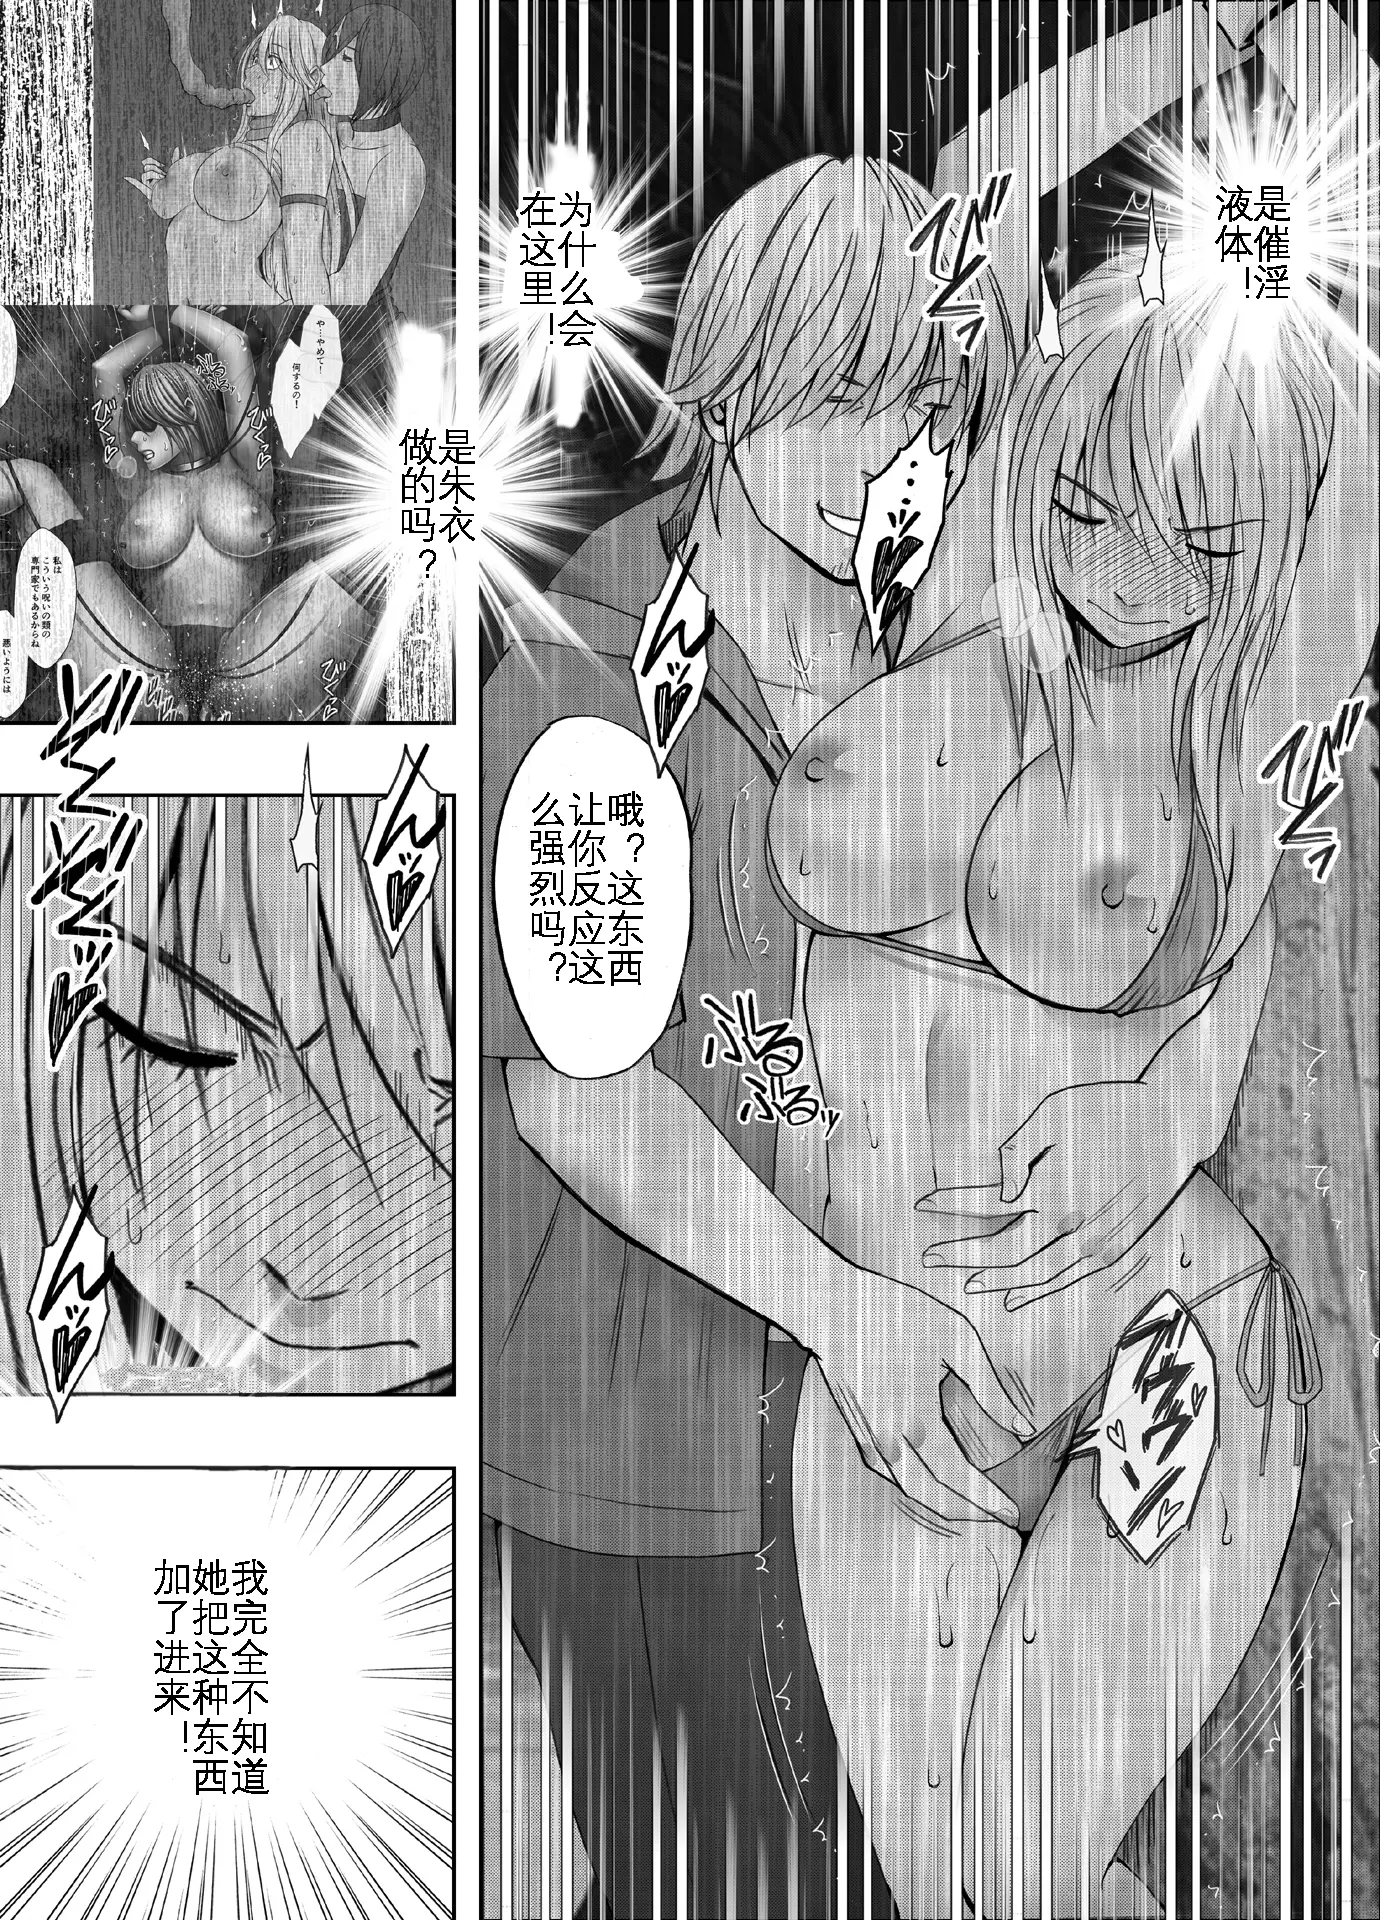 是催淫
液体!
为什么会
在这里!
是朱衣
做的吗?
や…やめて!
何するの!
私は
こういう呪いの類の
専門家でもあるからね
悪いようには
哦?这东西
让你反应这
么强烈吗?
我完全不知道
她把这种东西
加了进来!